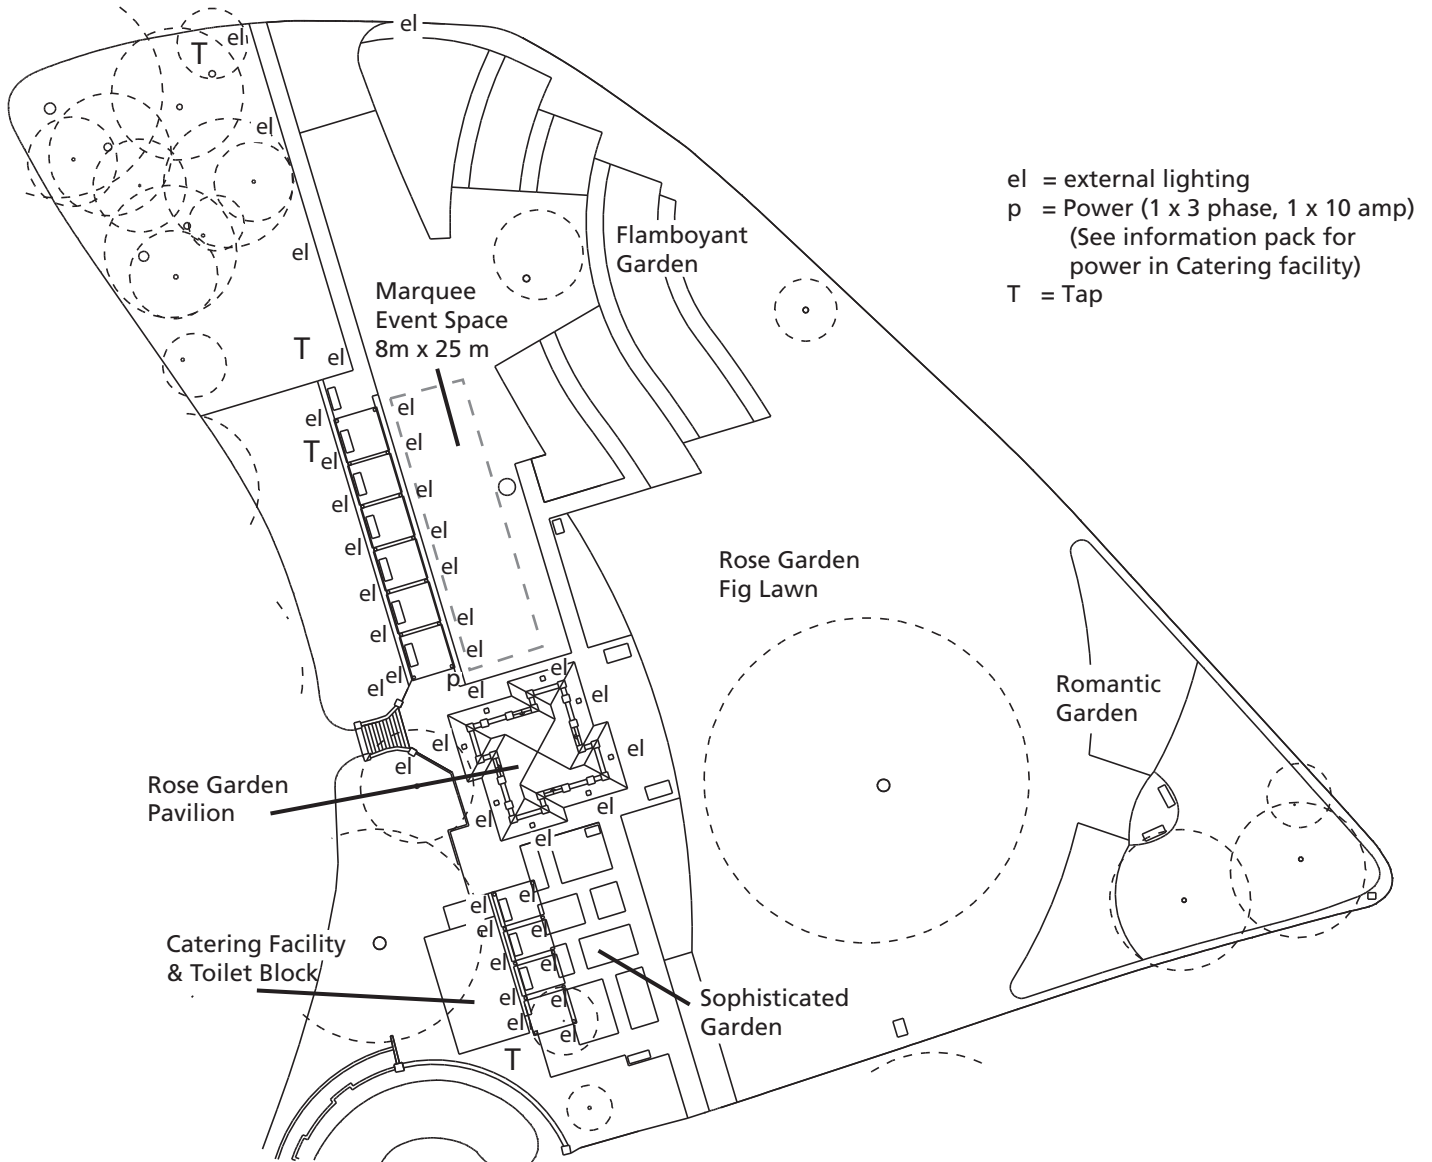 el
T
el
el
el
Flamboyant
Garden
el = external lighting
p = Power (1 x 3 phase, 1 x 10 amp)
(See information pack for
power in Catering facility)
T = Tap
Marquee
Event Space
8m x 25 m
T
el
el
el
el
T
el
el
el
el
el
el
el
el
el
el
el
el
el
el
p
el
el
el
el
el
el
Rose Garden
Fig Lawn
Romantic
Garden
Rose Garden
Pavilion
el
el
el
el
el
el
el
el
el
el
el
el
el
el
Catering Facility
& Toilet Block
Sophisticated
Garden
T